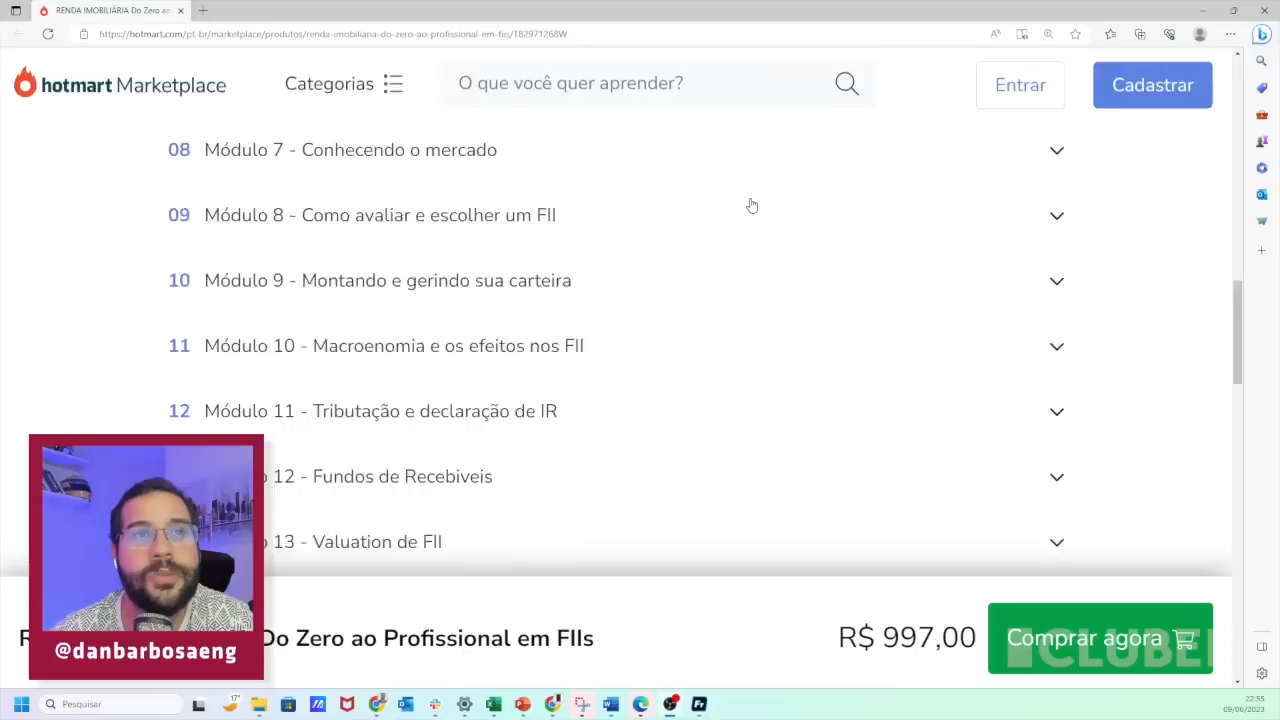 RENDA IMOBILIÁRIA Do Zero ao
https://hotmart.com/pt-br/marketplace/produtos/renda-imobiliana-do-zero-ao-profissional-em-fiis/T82971268W
hotmart Marketplace
Categorias
O que você quer aprender?
Entrar
Cadastrar
08 Módulo 7 - Conhecendo o mercado
09 Módulo 8 - Como avaliar e escolher um FII
10 Módulo 9 - Montando e gerindo sua carteira
11 Módulo 10 - Macroenomia e os efeitos nos FII
12 Módulo 11 - Tributação e declaração de IR
12 - Fundos de Recebiveis
13 - Valuation de FII
Do Zero ao Profissional em FIIs
R$ 997,00
Comprar agora
CLUBE
@danbarbosaeng
Pesquisar
17°
22:55
09/06/2023